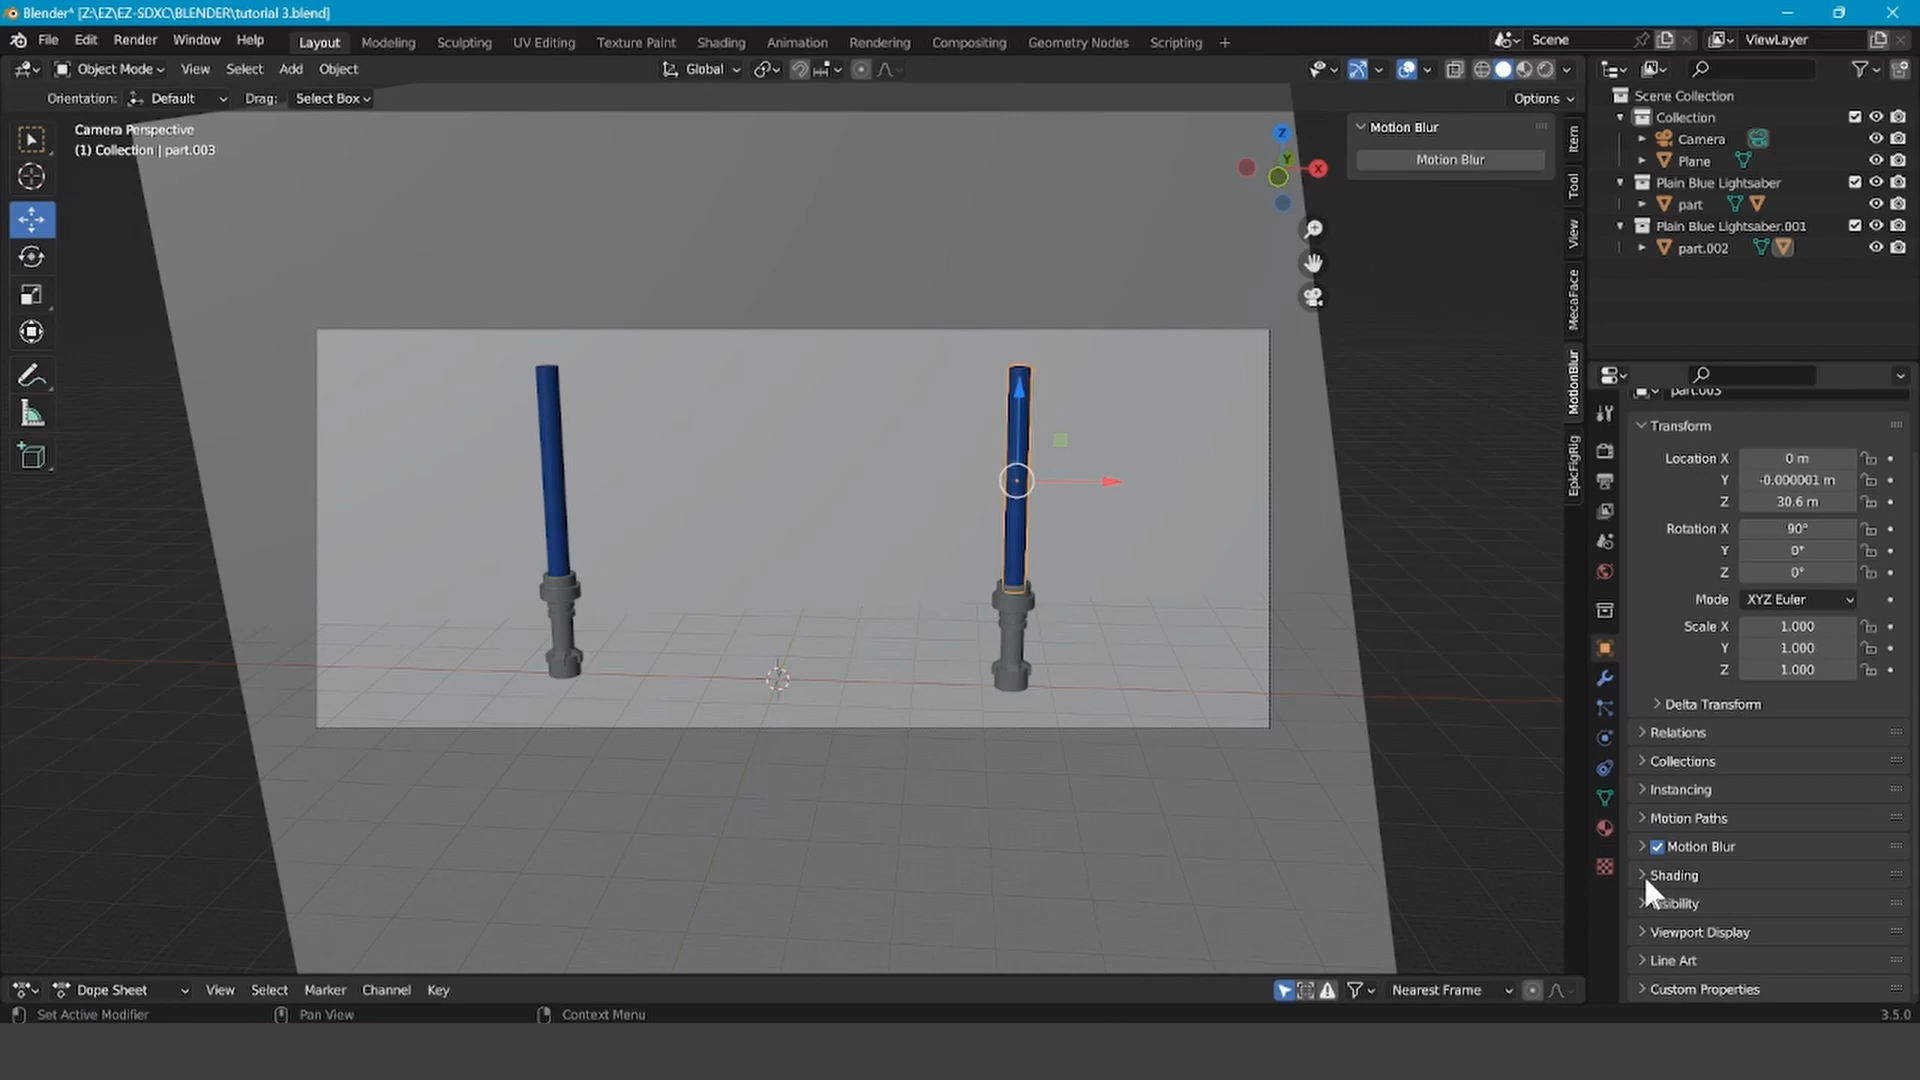 Blender* [Z:\EZ\EZ-SDXC\BLENDER\tutorial 3.blend]
File Edit Render Window Help Layout Modeling Sculpting UV Editing Texture Paint Shading Animation Rendering Compositing Geometry Nodes Scripting + Scene ViewLayer
Object Mode View Select Add Object Global
Orientation: Default Drag: Select Box Options
Camera Perspective
(1) Collection | part.003
Z
Y
X
Motion Blur
Motion Blur
Item
Tool
View
MecaFace
MotionBlur
EpicFigRig
Scene Collection
Collection
Camera
Plane
Plain Blue Lightsaber
part
Plain Blue Lightsaber.001
part.002
part.003
Transform
Location X 0 m
Y -0.000001 m
Z 30.6 m
Rotation X 90°
Y 0°
Z 0°
Mode XYZ Euler
Scale X 1.000
Y 1.000
Z 1.000
Delta Transform
Relations
Collections
Instancing
Motion Paths
Motion Blur
Shading
Viewport Display
Line Art
Custom Properties
Dope Sheet View Select Marker Channel Key Nearest Frame
Set Active Modifier Pan View Context Menu 3.5.0